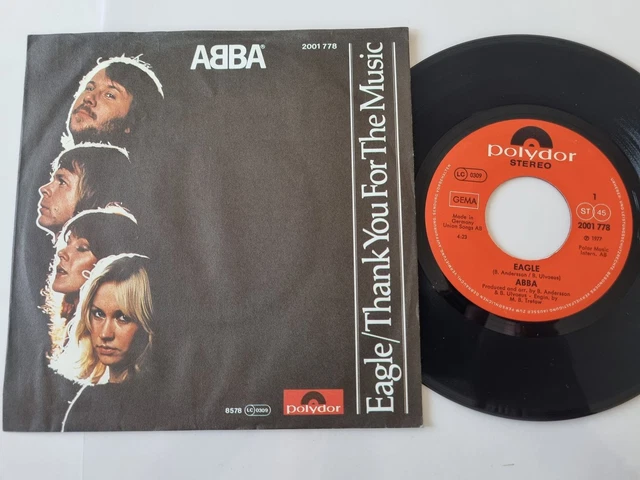 ABBA®
2001 778
Eagle/Thank You For The Music
8578 LC 0309
polydor
polydor
STEREO
LC 0309
GEMA
1
ST 45
Made in
Germany
Union Songs AB
2001 778
4.25
℗ 1977
Polar Music
Intern. AB
EAGLE
(B. Andersson / B. Ulvaeus)
ABBA
Produced and arr. by B. Andersson
& B. Ulvaeus - Engin. by
M. B. Tretow